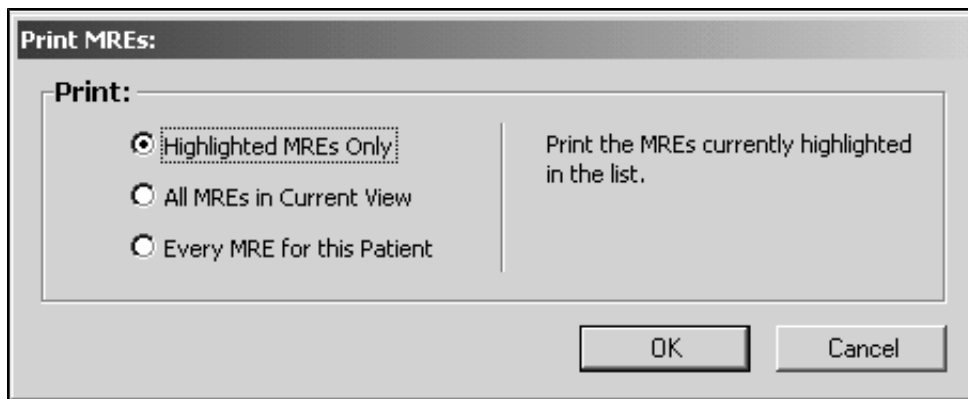 Print MREs:
Print:
Highlighted MREs Only
All MREs in Current View
Every MRE for this Patient
Print the MREs currently highlighted
in the list.
OK
Cancel